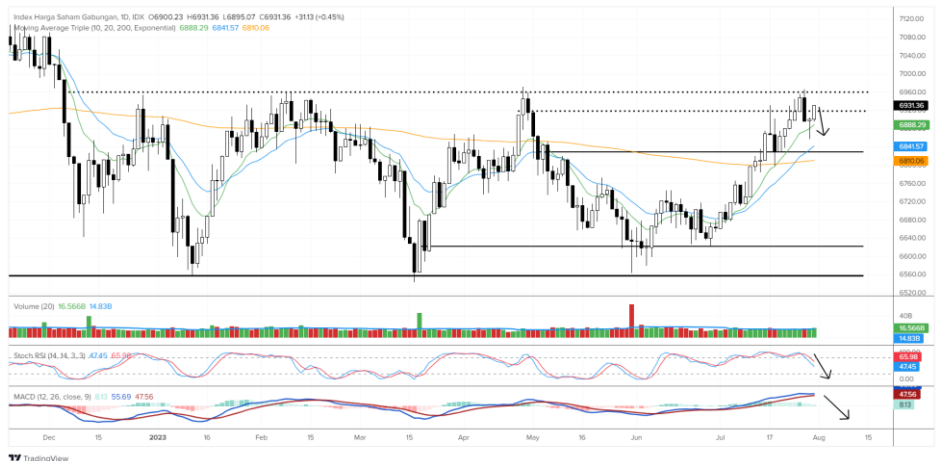 Index Harga Saham Gabungan, 1D, IDX O6900.23 H6931.36 L6895.07 C6931.36 +31.13 (+0.45%)
Moving Average Triple (10, 20, 200, Exponential) 6888.29 6841.57 6810.06
7120.00
7080.00
7040.00
7000.00
6960.00
6931.36
6888.29
6841.57
6810.06
6760.00
6720.00
6680.00
6640.00
6600.00
6560.00
6520.00
Volume (20) 16.566B 14.83B
40B
16.566B
14.83B
Stoch RSI (14, 14, 3, 3) 47.45 65.98
65.98
47.45
0.00
MACD (12, 26, close, 9) 8.13 55.69 47.56
47.56
8.13
Dec 15 2023 16 Feb 15 Mar 15 Apr 14 May 15 Jun 15 Jul 17 Aug 15
TradingView